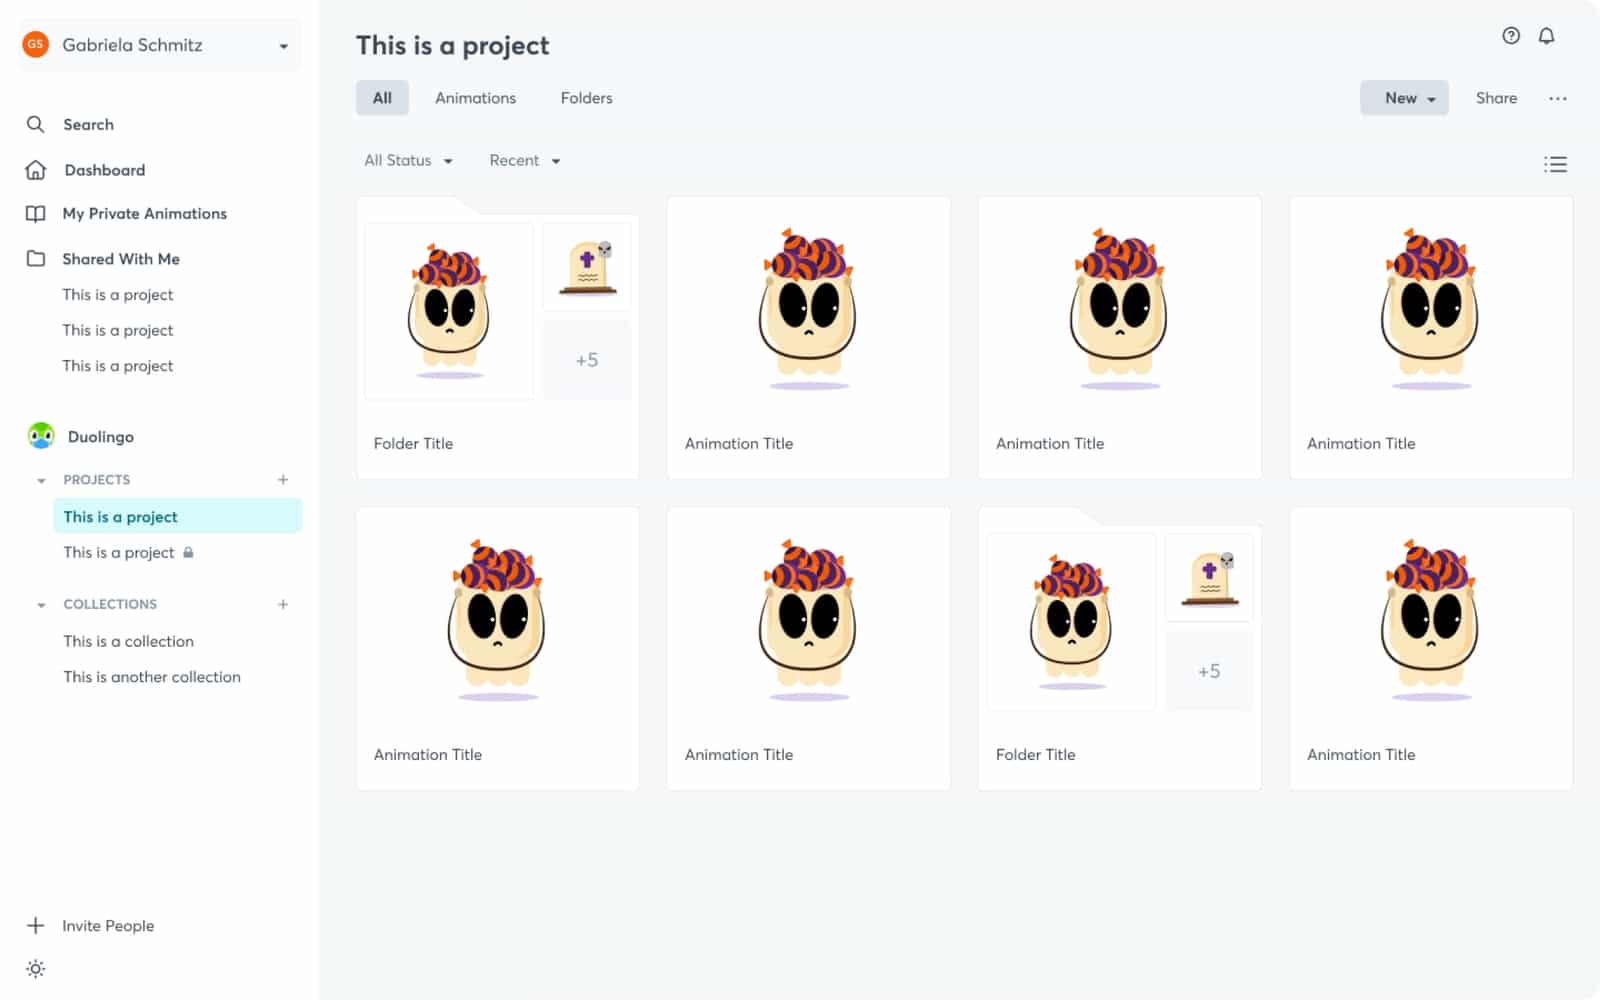 GS Gabriela Schmitz
Search
Dashboard
My Private Animations
Shared With Me
This is a project
This is a project
This is a project
Duolingo
PROJECTS
This is a project
This is a project
COLLECTIONS
This is a collection
This is another collection
Invite People
This is a project
All Animations Folders
New Share
All Status Recent
+5
Folder Title
Animation Title
Animation Title
Animation Title
Animation Title
Animation Title
+5
Folder Title
Animation Title